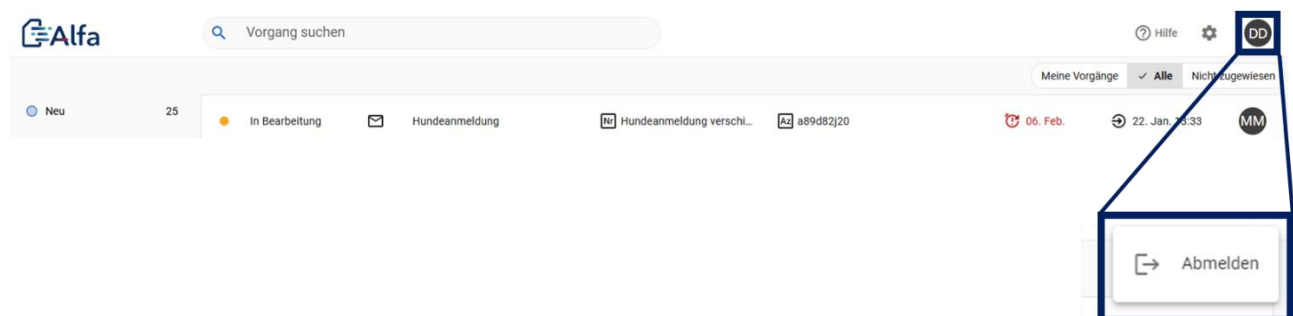 Alfa
Vorgang suchen
Hilfe
DD
Meine Vorgänge ✓ Alle Nicht zugewiesen
Neu 25
In Bearbeitung Hundeanmeldung Nr Hundeanmeldung verschi... Az a89d82j20 06. Feb. 22. Jan. 13:33 MM
Abmelden